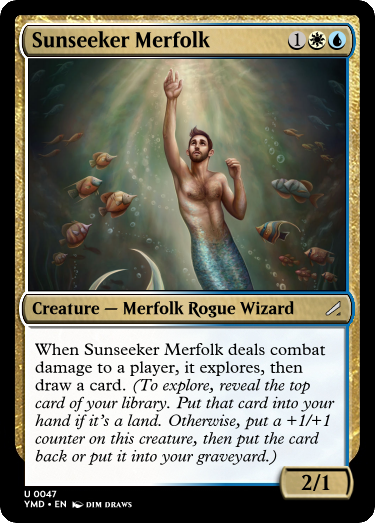 Sunseeker Merfolk 1
Creature — Merfolk Rogue Wizard
When Sunseeker Merfolk deals combat
damage to a player, it explores, then
draw a card. (To explore, reveal the top
card of your library. Put that card into your
hand if it's a land. Otherwise, put a +1/+1
counter on this creature, then put the card
back or put it into your graveyard.)
2/1
U 0047
YMD • EN DIM DRAWS